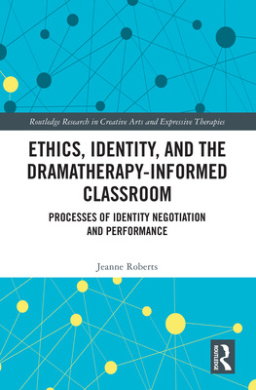 Routledge Research in Creative Arts and Expressive Therapies
ETHICS, IDENTITY, AND THE
DRAMATHERAPY-INFORMED
CLASSROOM
PROCESSES OF IDENTITY NEGOTIATION
AND PERFORMANCE
Jeanne Roberts
ROUTLEDGE